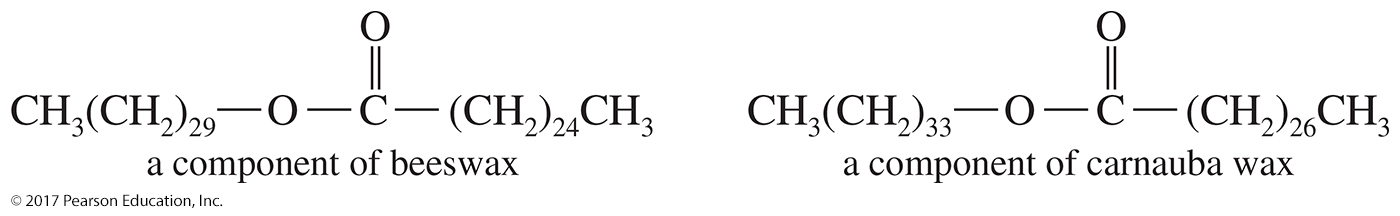 O O
CH₃(CH₂)₂₉—O—C—(CH₂)₂₄CH₃ CH₃(CH₂)₃₃—O—C—(CH₂)₂₆CH₃
a component of beeswax a component of carnauba wax
© 2017 Pearson Education, Inc.